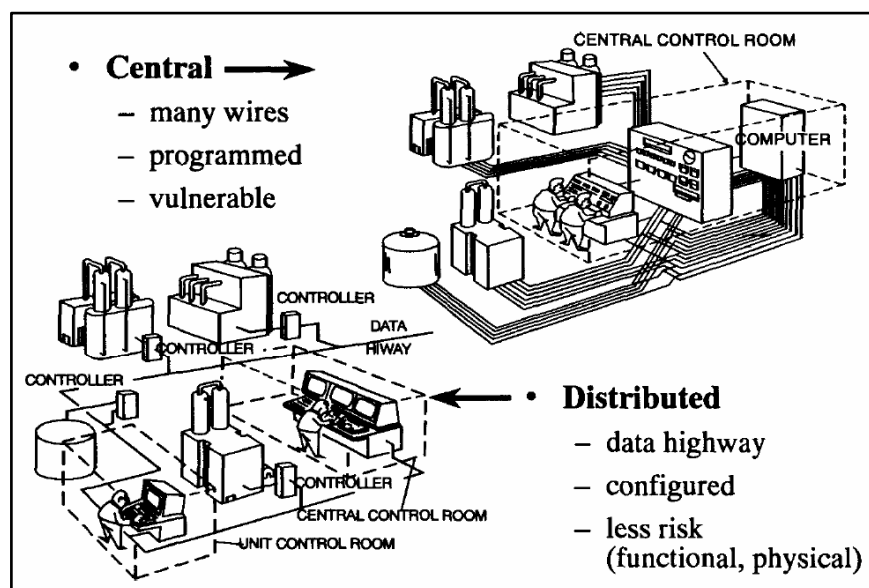 • Central
– many wires
– programmed
– vulnerable
CENTRAL CONTROL ROOM
COMPUTER
CONTROLLER
DATA
HIWAY
CONTROLLER
CONTROLLER
CONTROLLER
CENTRAL CONTROL ROOM
UNIT CONTROL ROOM
• Distributed
– data highway
– configured
– less risk
(functional, physical)